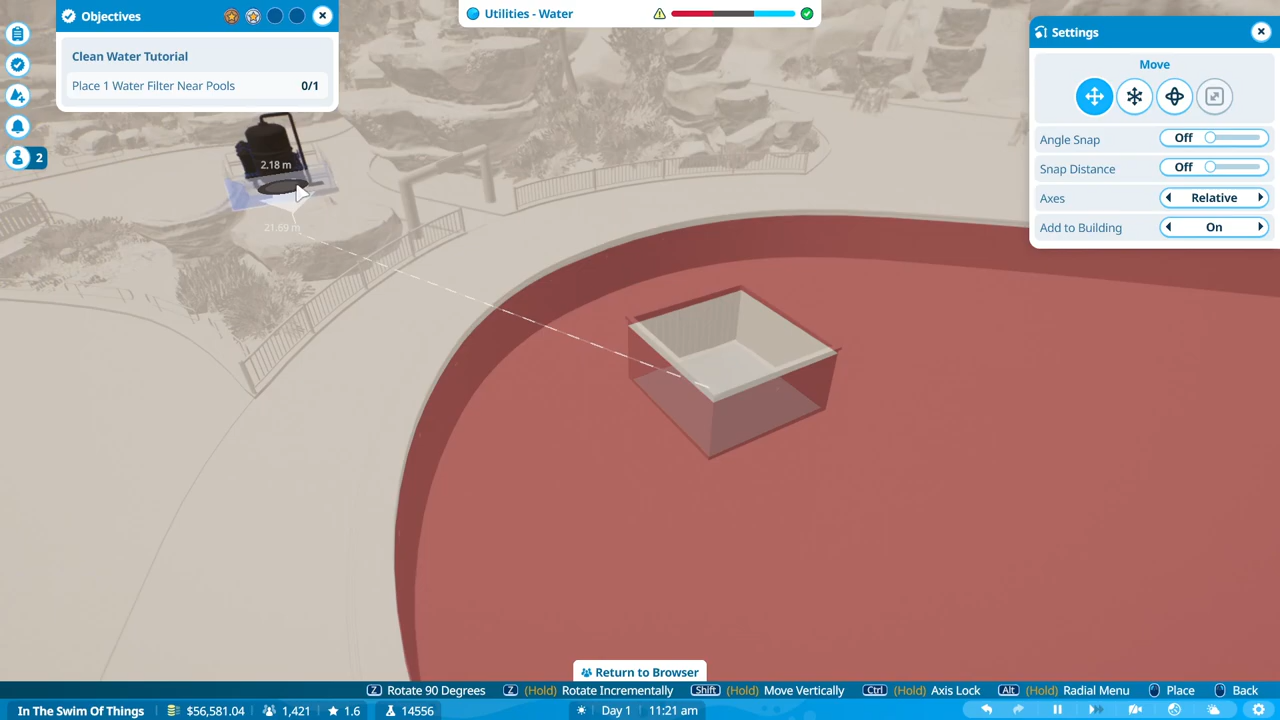 Objectives
Clean Water Tutorial
Place 1 Water Filter Near Pools 0/1
2
Utilities - Water
Settings
Move
Angle Snap Off
Snap Distance Off
Axes Relative
Add to Building On
2.18 m
21.69 m
Return to Browser
Z Rotate 90 Degrees Z (Hold) Rotate Incrementally Shift (Hold) Move Vertically Ctrl (Hold) Axis Lock Alt (Hold) Radial Menu Place Back
In The Swim Of Things $56,581.04 1,421 1.6 14556 Day 1 11:21 am